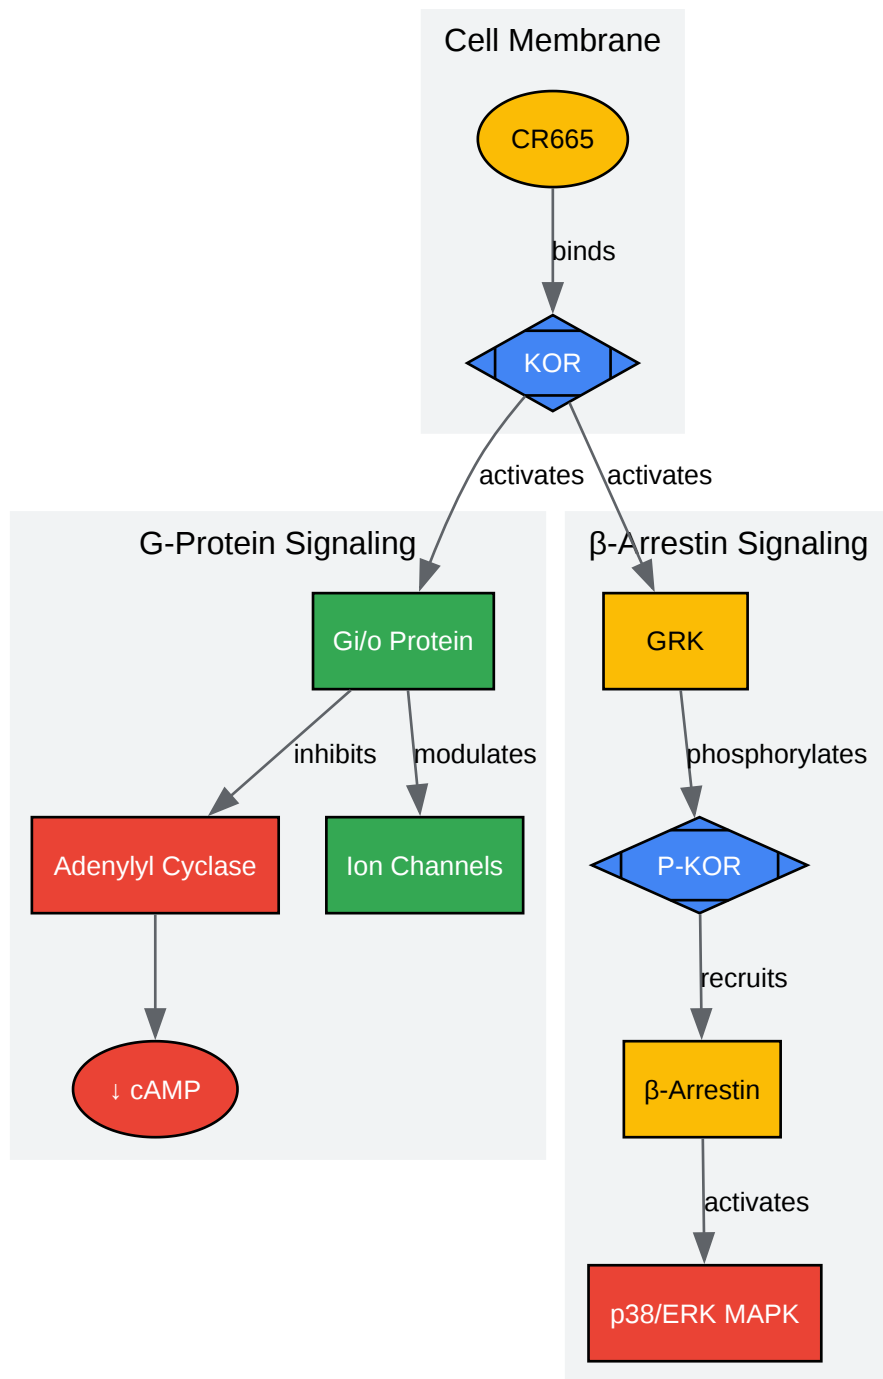 Cell Membrane
CR665
binds
KOR
activates
activates
G-Protein Signaling
β-Arrestin Signaling
Gi/o Protein
GRK
inhibits
modulates
phosphorylates
Adenylyl Cyclase
Ion Channels
P-KOR
recruits
↓ cAMP
β-Arrestin
activates
p38/ERK MAPK